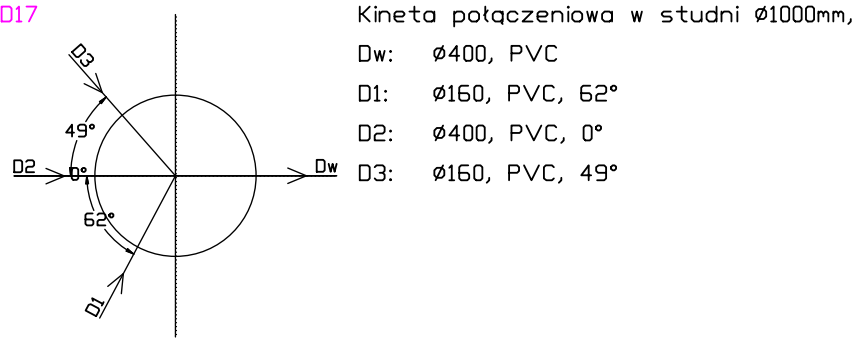 D17
Kineta połączeniowa w studni Ø1000mm,
Dw: Ø400, PVC
D1: Ø160, PVC, 62°
D2: Ø400, PVC, 0°
D3: Ø160, PVC, 49°
D3
49°
D2
0°
Dw
62°
D1